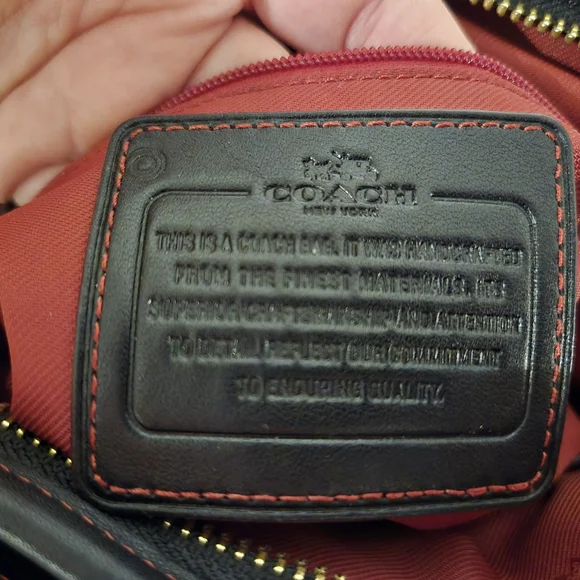 COACH
NEW YORK
THIS IS A COACH BAG. IT WAS HANDCRAFTED
FROM THE FINEST MATERIALS. ITS
SUPERIOR CRAFTSMANSHIP AND ATTENTION
TO DETAIL REFLECT OUR COMMITMENT
TO ENDURING QUALITY.